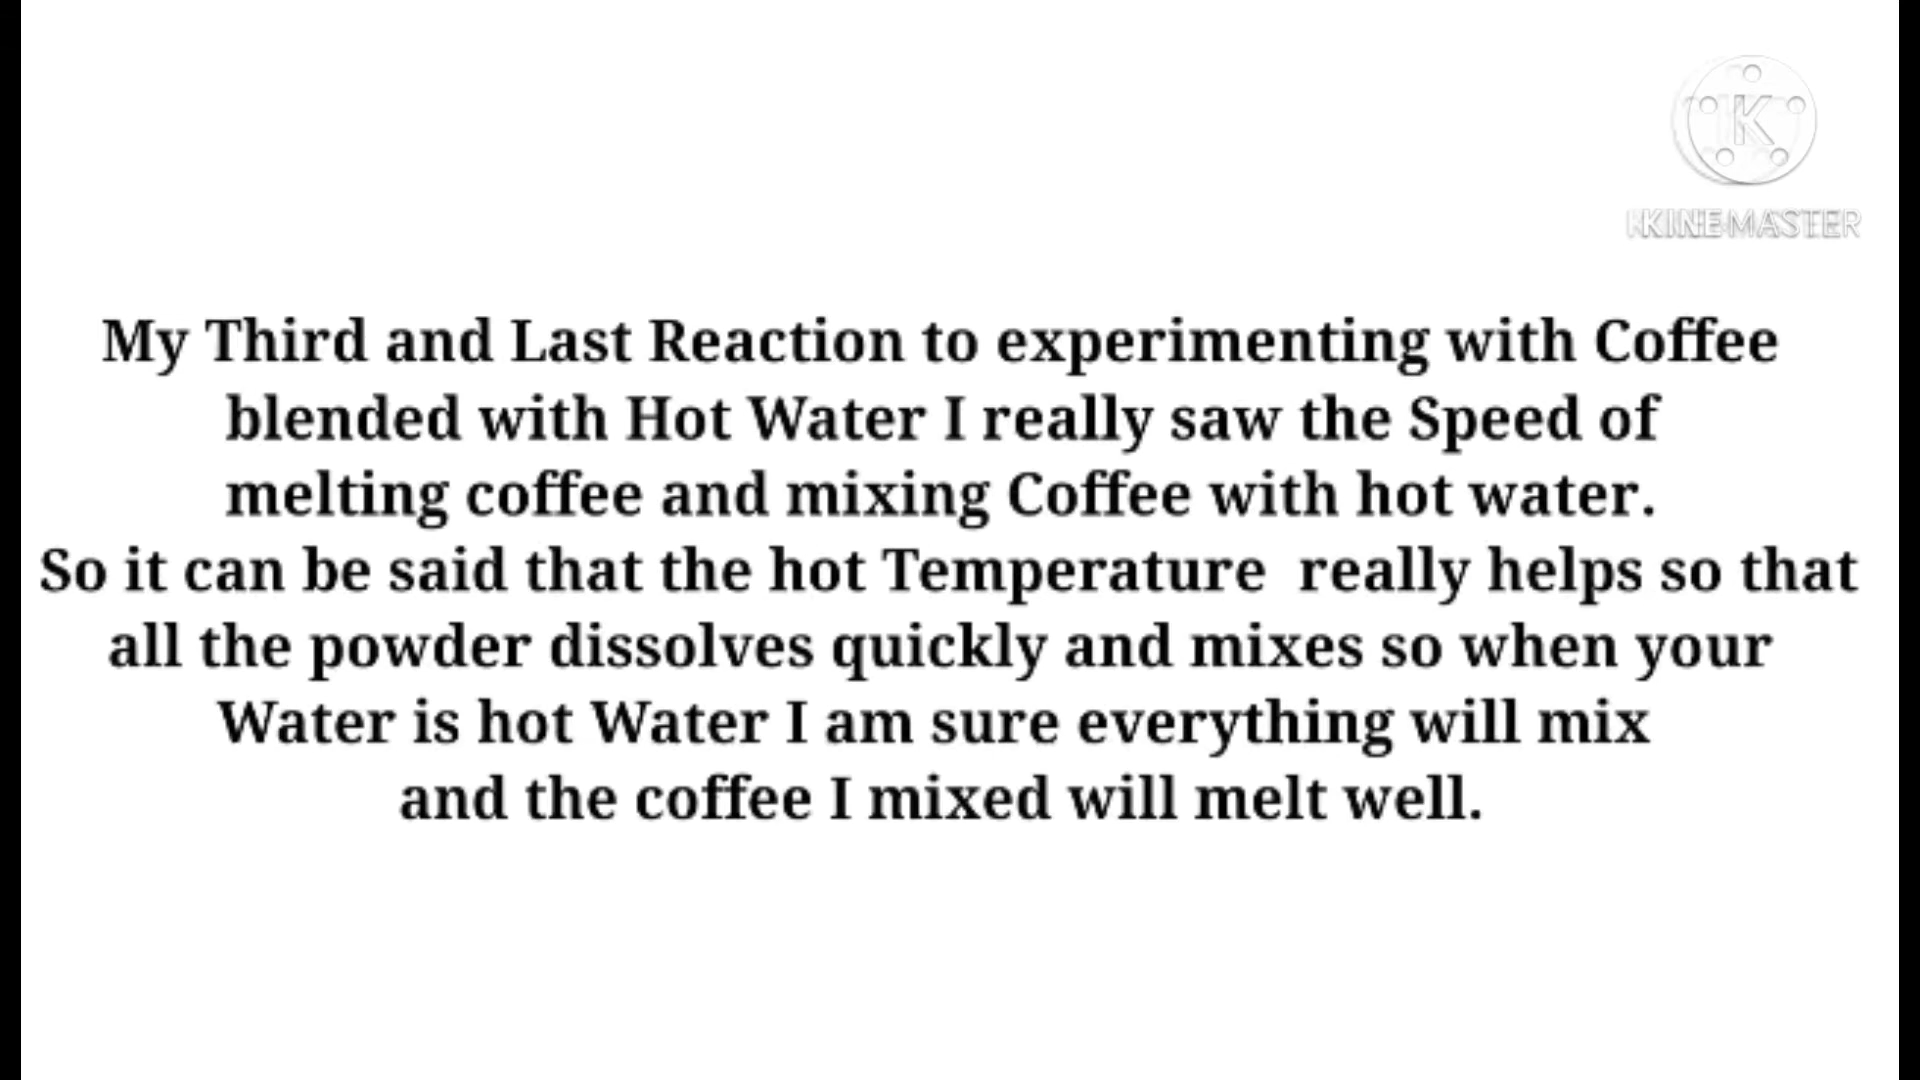 KINEMASTER
My Third and Last Reaction to experimenting with Coffee
blended with Hot Water I really saw the Speed of
melting coffee and mixing Coffee with hot water.
So it can be said that the hot Temperature  really helps so that
all the powder dissolves quickly and mixes so when your
Water is hot Water I am sure everything will mix
and the coffee I mixed will melt well.